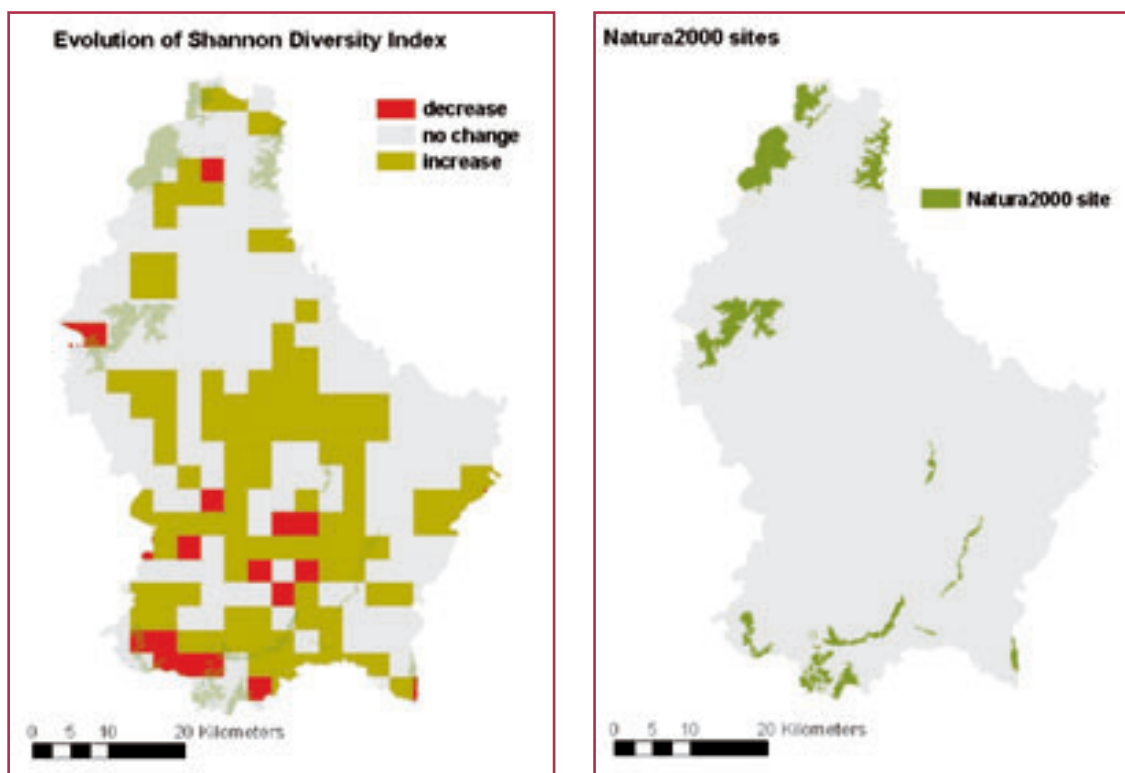 Evolution of Shannon Diversity Index
decrease
no change
increase
0 5 10 20 Kilometers
Natura2000 sites
Natura2000 site
0 5 10 20 Kilometers